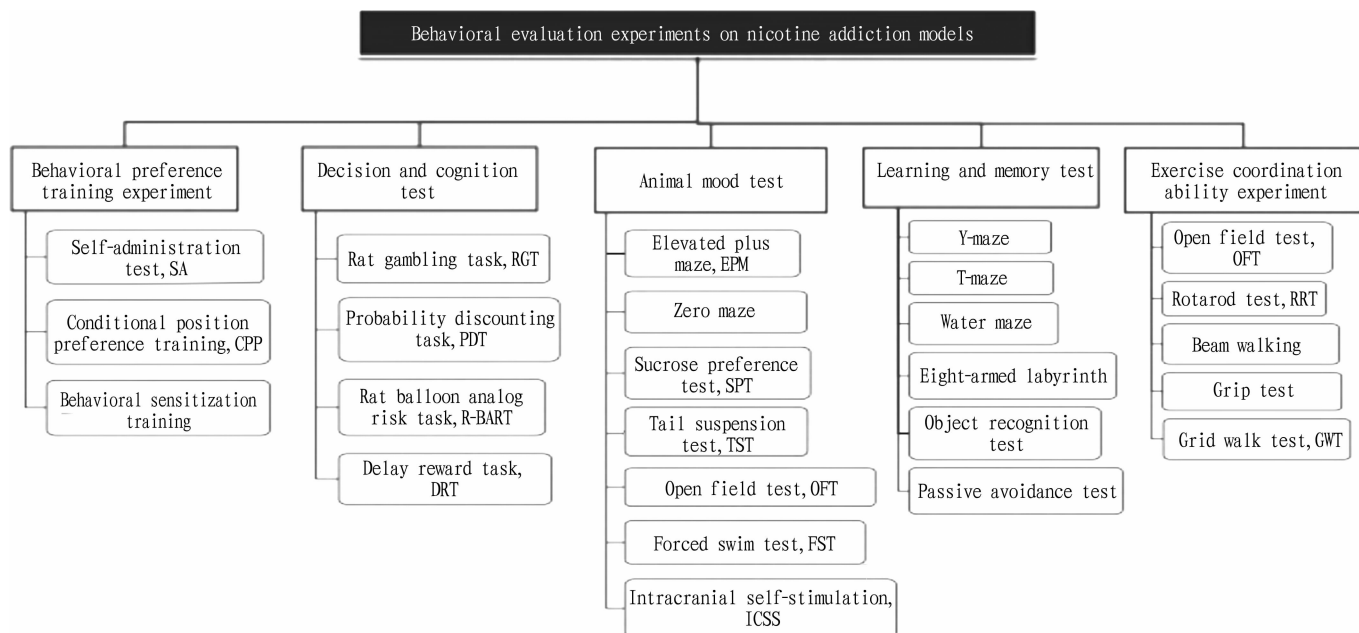 Behavioral evaluation experiments on nicotine addiction models
Behavioral preference
training experiment
Self-administration
test, SA
Conditional position
preference training, CPP
Behavioral sensitization
training
Decision and cognition
test
Rat gambling task, RGT
Probability discounting
task, PDT
Rat balloon analog
risk task, R-BART
Delay reward task,
DRT
Animal mood test
Elevated plus
maze, EPM
Zero maze
Sucrose preference
test, SPT
Tail suspension
test, TST
Open field test, OFT
Forced swim test, FST
Intracranial self-stimulation,
ICSS
Learning and memory test
Y-maze
T-maze
Water maze
Eight-armed labyrinth
Object recognition
test
Passive avoidance test
Exercise coordination
ability experiment
Open field test,
OFT
Rotarod test, RRT
Beam walking
Grip test
Grid walk test, GWT